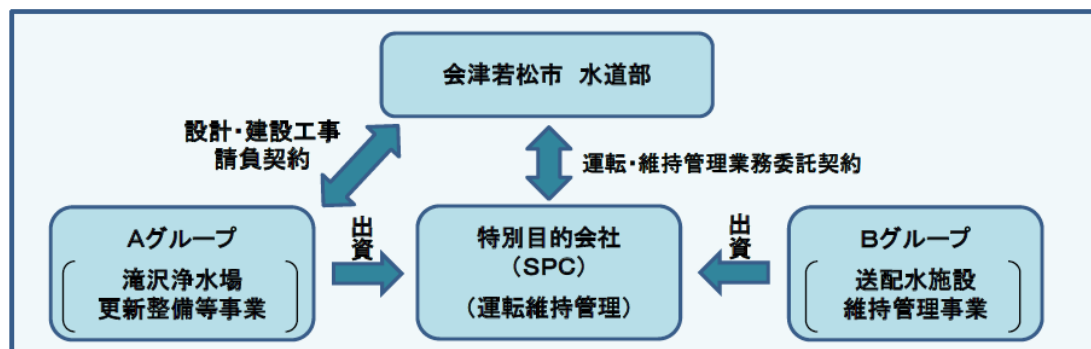 会津若松市 水道部
設計・建設工事
請負契約
運転・維持管理業務委託契約
Aグループ
滝沢浄水場
更新整備等事業
出資
特別目的会社
（SPC）
（運転維持管理）
出資
Bグループ
送配水施設
維持管理事業